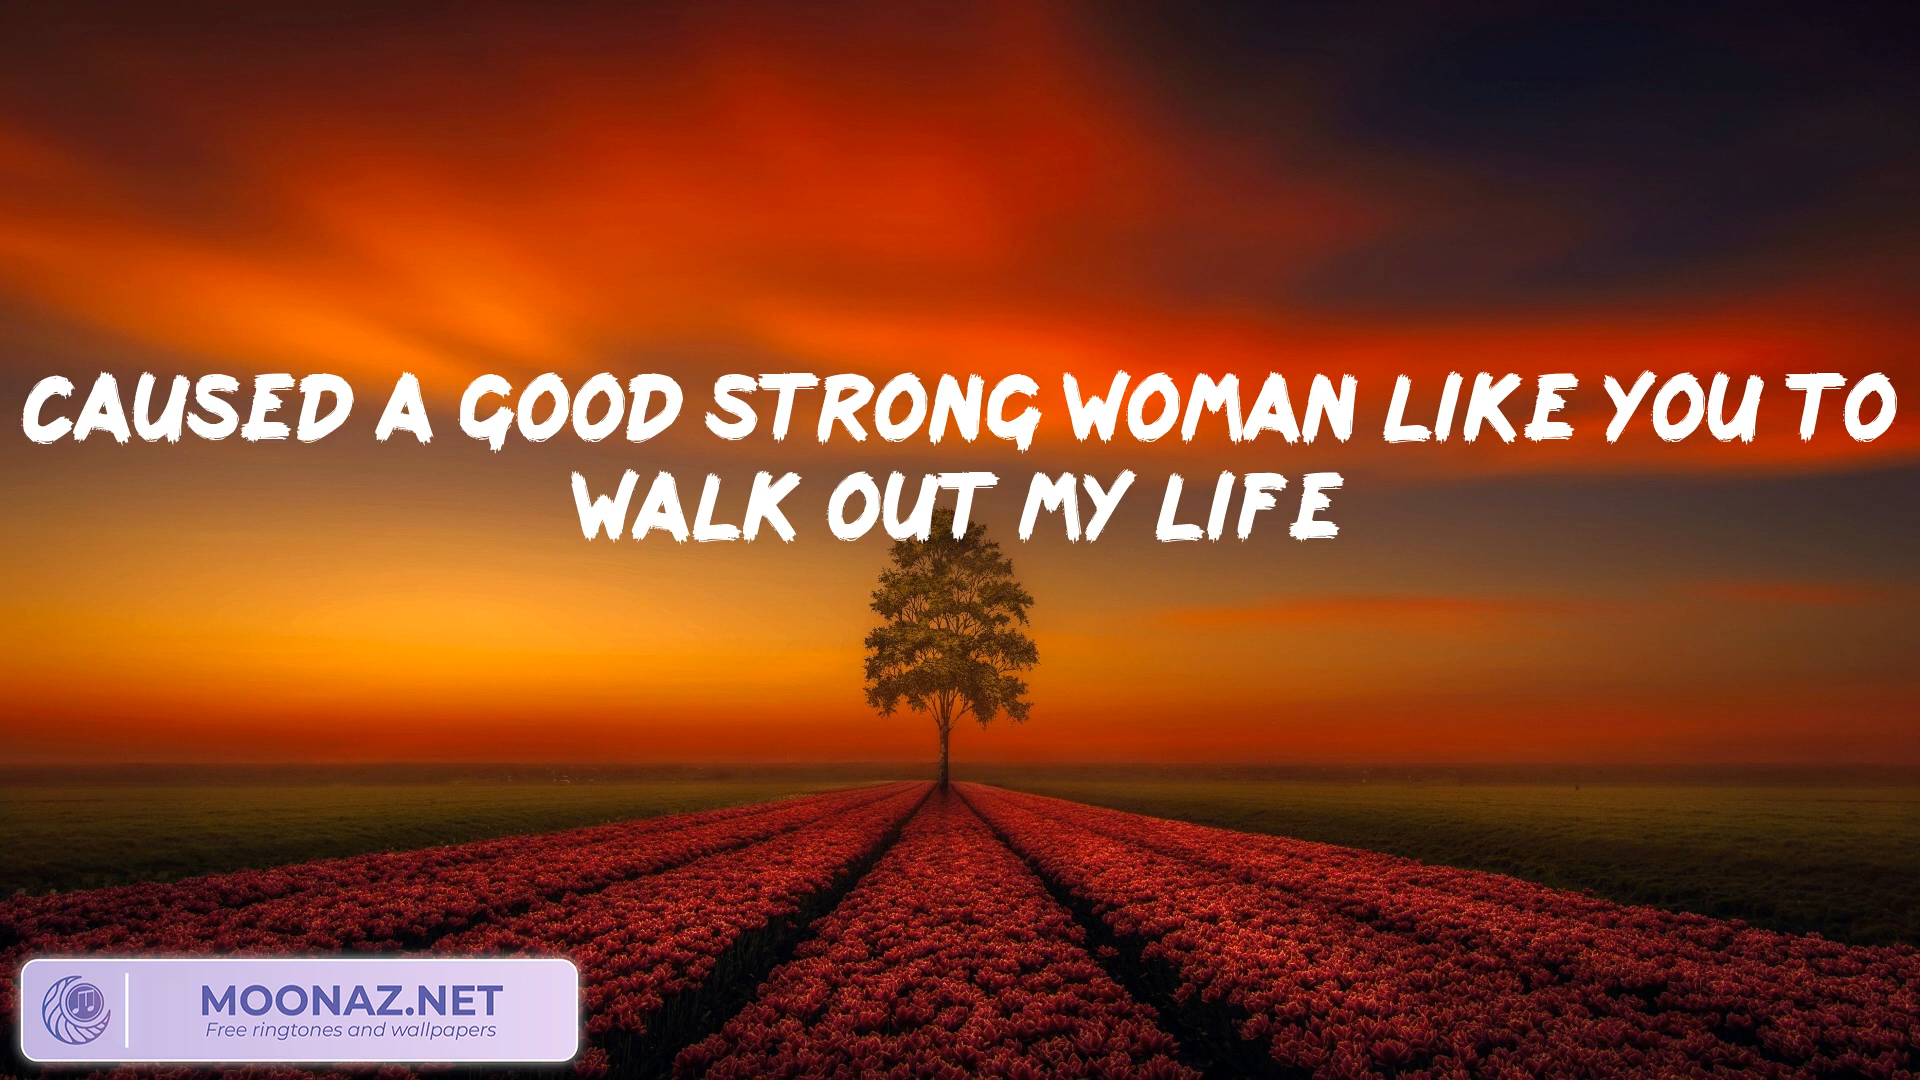 CAUSED A GOOD STRONG WOMAN LIKE YOU TO
WALK OUT MY LIFE
MOONAZ.NET
Free ringtones and wallpapers